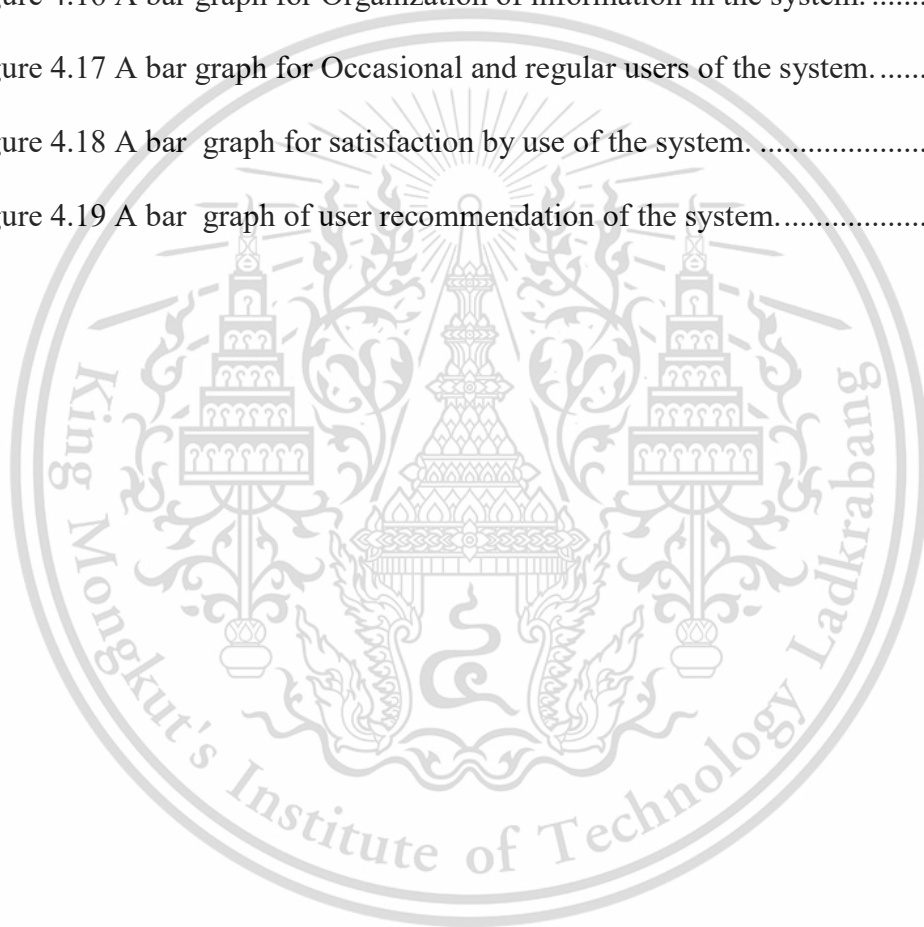 gure 4.16 A bar graph for Organization of information in the system. .......
gure 4.17 A bar graph for Occasional and regular users of the system. ......
gure 4.18 A bar  graph for satisfaction by use of the system. ......................
gure 4.19 A bar  graph of user recommendation of the system...................
King Mongkut's Institute of Technology Ladkrabang